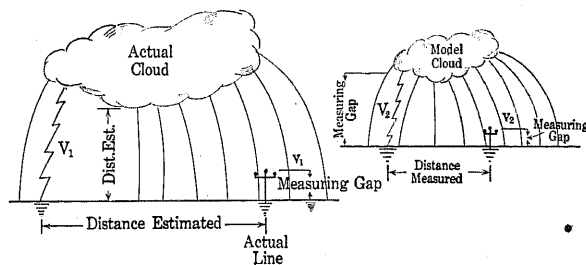 Actual
Cloud
V₁
Dist. Est.
v₁
Measuring Gap
Distance Estimated
Actual
Line
Model
Cloud
Measuring
Gap
V₂
v₂
Measuring
Gap
Distance
Measured